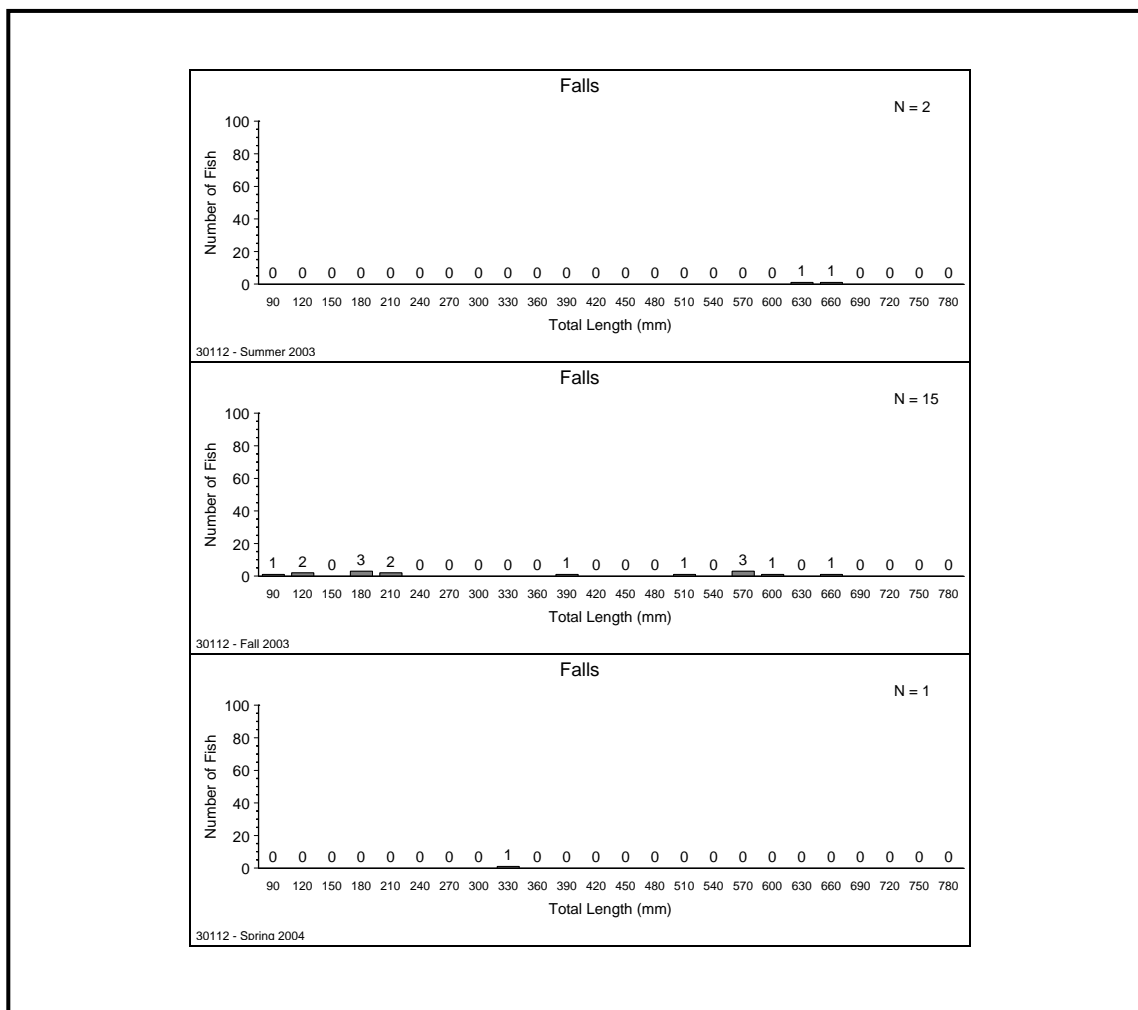 Falls
N = 2
Number of Fish
100
80
60
40
20
0
0 0 0 0 0 0 0 0 0 0 0 0 0 0 0 0 0 0 1 1 0 0 0 0
90 120 150 180 210 240 270 300 330 360 390 420 450 480 510 540 570 600 630 660 690 720 750 780
Total Length (mm)
30112 - Summer 2003
Falls
N = 15
Number of Fish
100
80
60
40
20
0
1 2 0 3 2 0 0 0 0 0 1 0 0 0 1 0 3 1 0 1 0 0 0 0
90 120 150 180 210 240 270 300 330 360 390 420 450 480 510 540 570 600 630 660 690 720 750 780
Total Length (mm)
30112 - Fall 2003
Falls
N = 1
Number of Fish
100
80
60
40
20
0
0 0 0 0 0 0 0 0 1 0 0 0 0 0 0 0 0 0 0 0 0 0 0 0
90 120 150 180 210 240 270 300 330 360 390 420 450 480 510 540 570 600 630 660 690 720 750 780
Total Length (mm)
30112 - Spring 2004